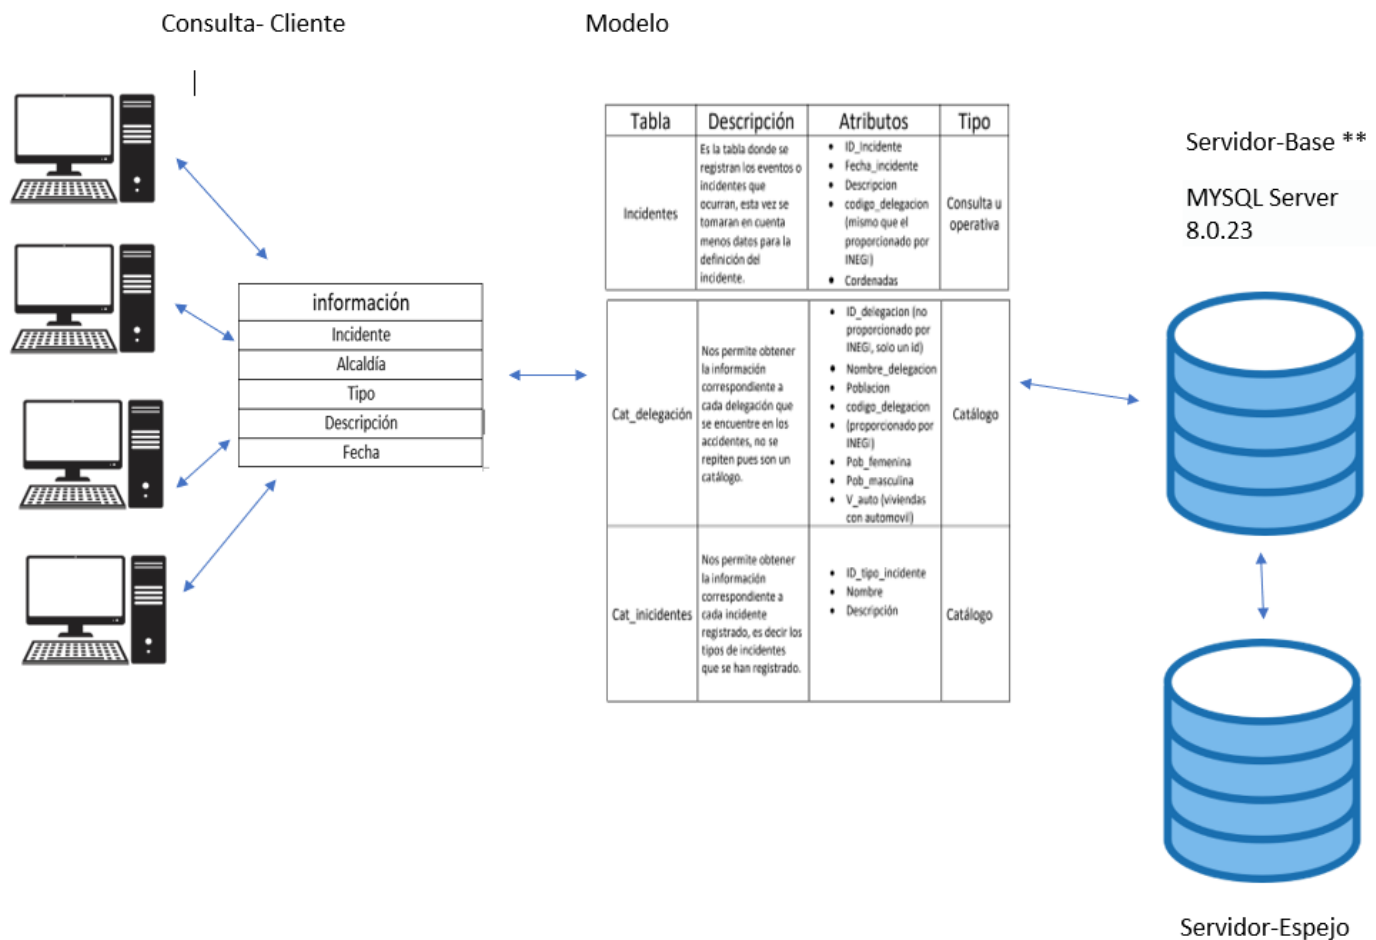 Consulta- Cliente
Modelo
información
Incidente
Alcaldía
Tipo
Descripción
Fecha
Tabla
Descripción
Atributos
Tipo
Incidentes
Es la tabla donde se
registran los eventos o
incidentes que
ocurran, esta vez se
tomaran en cuenta
menos datos para la
definición del
incidente.
• ID_Incidente
• Fecha_incidente
• Descripcion
• codigo_delegacion
(mismo que el
proporcionado por
INEGI)
• Cordenadas
Consulta u
operativa
Cat_delegación
Nos permite obtener
la información
correspondiente a
cada delegación que
se encuentre en los
accidentes, no se
repiten pues son un
catálogo.
• ID_delegacion (no
proporcionado por
INEGI, solo un id)
• Nombre_delegacion
• Poblacion
• codigo_delegacion
• (proporcionado por
INEGI)
• Pob_femenina
• Pob_masculina
• V_auto (viviendas
con automovil)
Catálogo
Cat_inicidentes
Nos permite obtener
la información
correspondiente a
cada incidente
registrado, es decir los
tipos de incidentes
que se han registrado.
• ID_tipo_incidente
• Nombre
• Descripción
Catálogo
Servidor-Base **
MYSQL Server
8.0.23
Servidor-Espejo